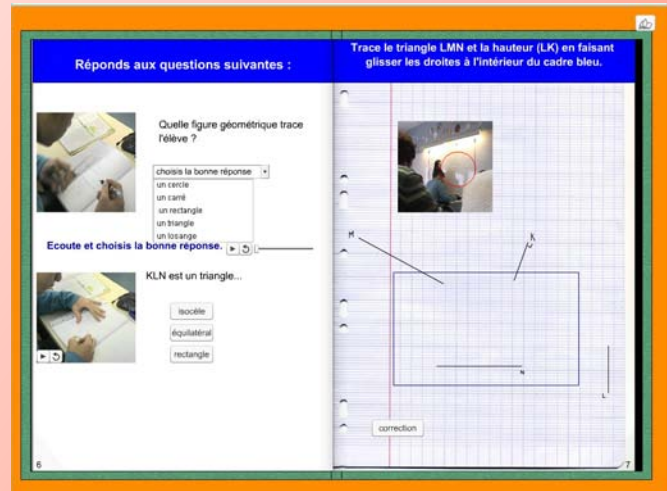 Réponds aux questions suivantes :
Quelle figure géométrique trace
l'élève ?
choisis la bonne réponse
un cercle
un carré
un rectangle
un triangle
un losange
Ecoute et choisis la bonne réponse.
KLN est un triangle...
isocèle
équilatéral
rectangle
6
Trace le triangle LMN et la hauteur (LK) en faisant
glisser les droites à l'intérieur du cadre bleu.
M
K
N
L
correction
7